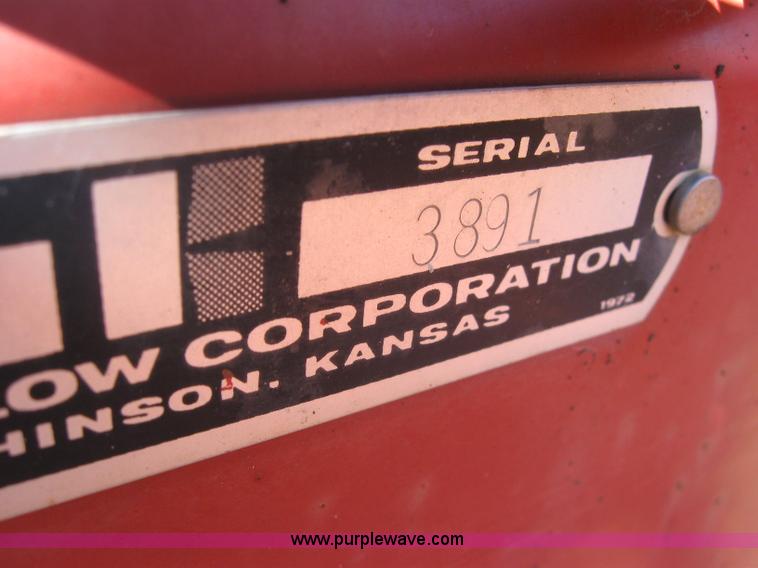 SERIAL
3891
LOW CORPORATION
HINSON, KANSAS
1972
www.purplewave.com